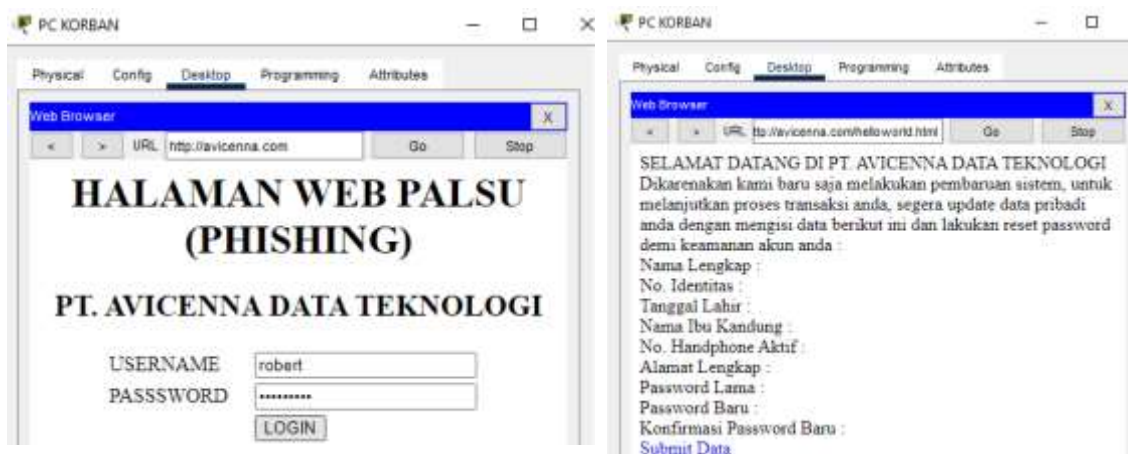 PC KORBAN
Physical Config Desktop Programming Attributes
Web Browser X
< > URL http://avicenna.com Go Stop
HALAMAN WEB PALSU
(PHISHING)
PT. AVICENNA DATA TEKNOLOGI
USERNAME robert
PASSSWORD •••••••••
LOGIN
PC KORBAN
Physical Config Desktop Programming Attributes
Web Browser X
< > URL ttp://avicenna.com/helloworld.html Go Stop
SELAMAT DATANG DI PT. AVICENNA DATA TEKNOLOGI
Dikarenakan kami baru saja melakukan pembaruan sistem, untuk
melanjutkan proses transaksi anda, segera update data pribadi
anda dengan mengisi data berikut ini dan lakukan reset password
demi keamanan akun anda :
Nama Lengkap :
No. Identitas :
Tanggal Lahir :
Nama Ibu Kandung :
No. Handphone Aktif :
Alamat Lengkap :
Password Lama :
Password Baru :
Konfirmasi Password Baru :
Submit Data